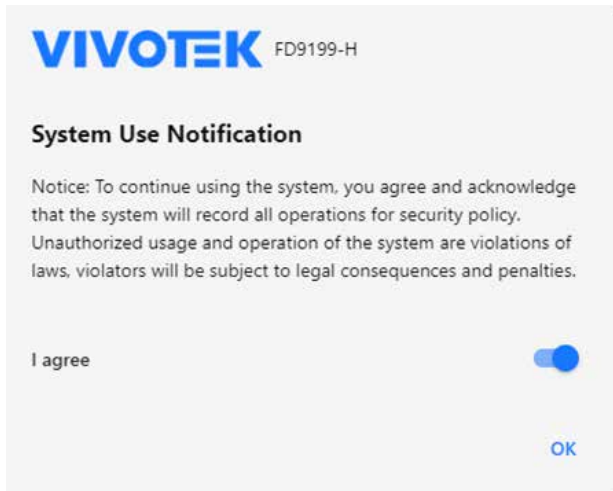 VIVOTEK FD9199-H
System Use Notification
Notice: To continue using the system, you agree and acknowledge
that the system will record all operations for security policy.
Unauthorized usage and operation of the system are violations of
laws, violators will be subject to legal consequences and penalties.
I agree
OK